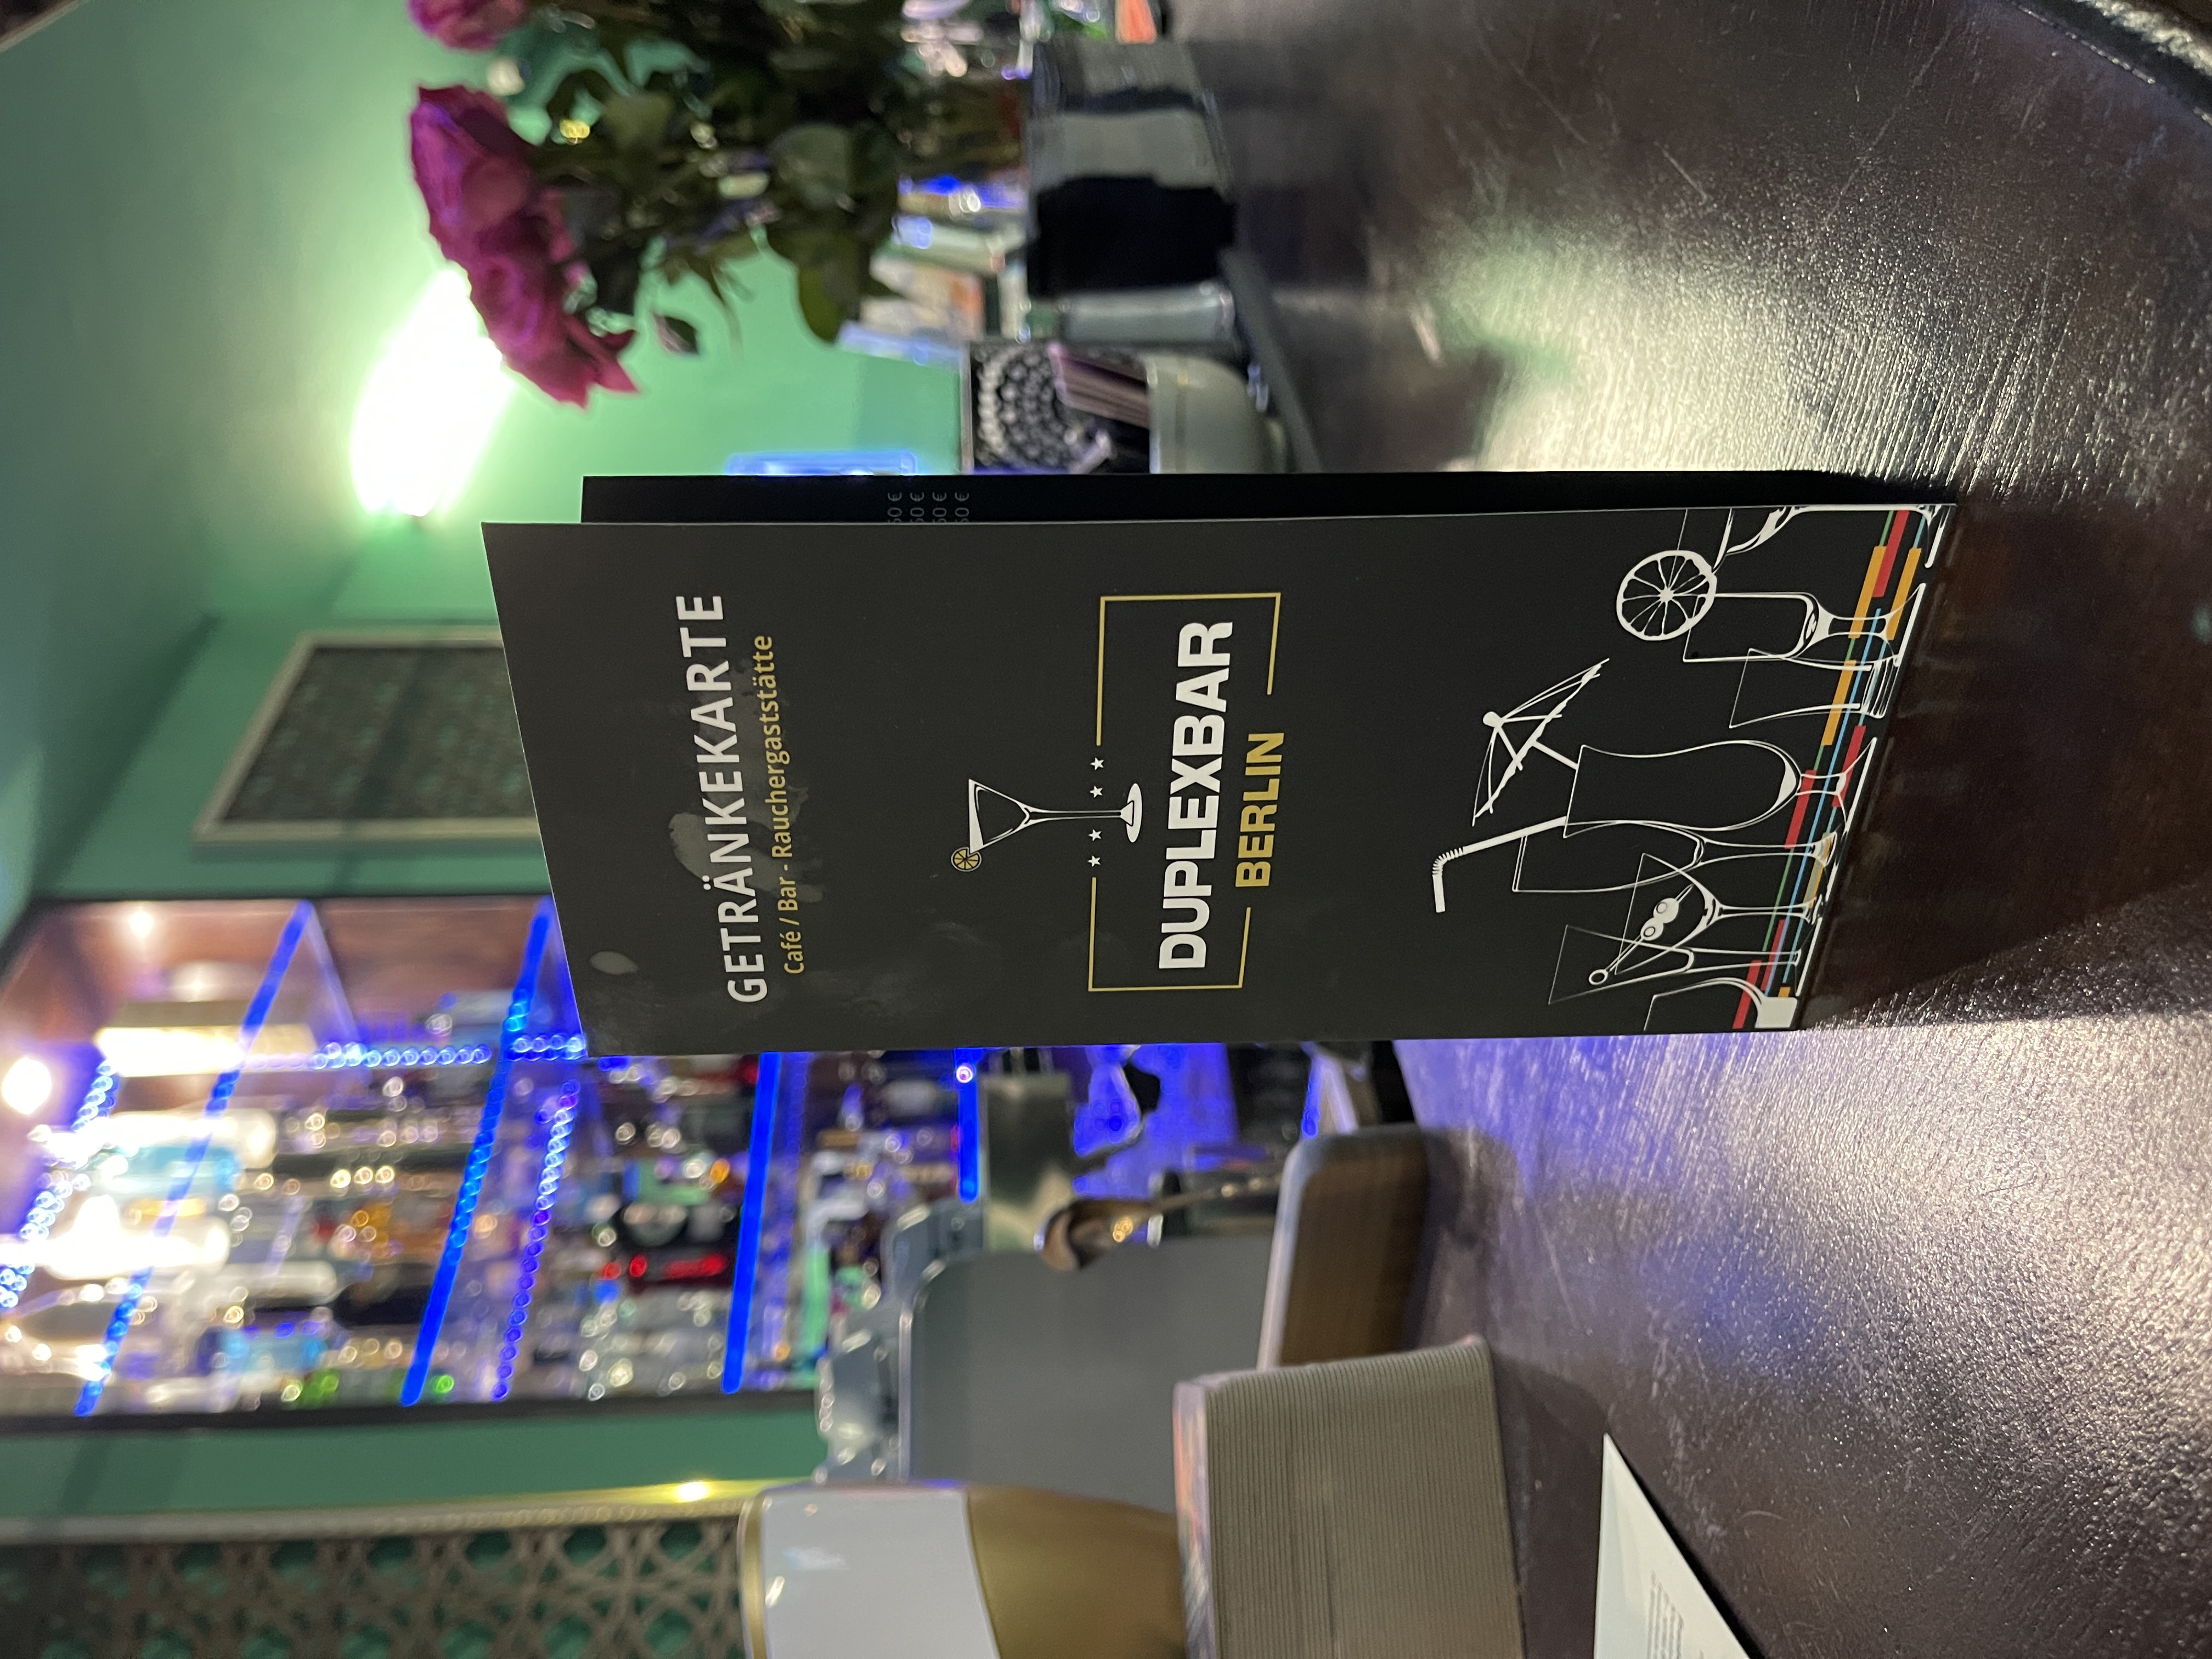 GETRÄNKEKARTE
Café / Bar - Rauchergaststätte
DUPLEXBAR
BERLIN